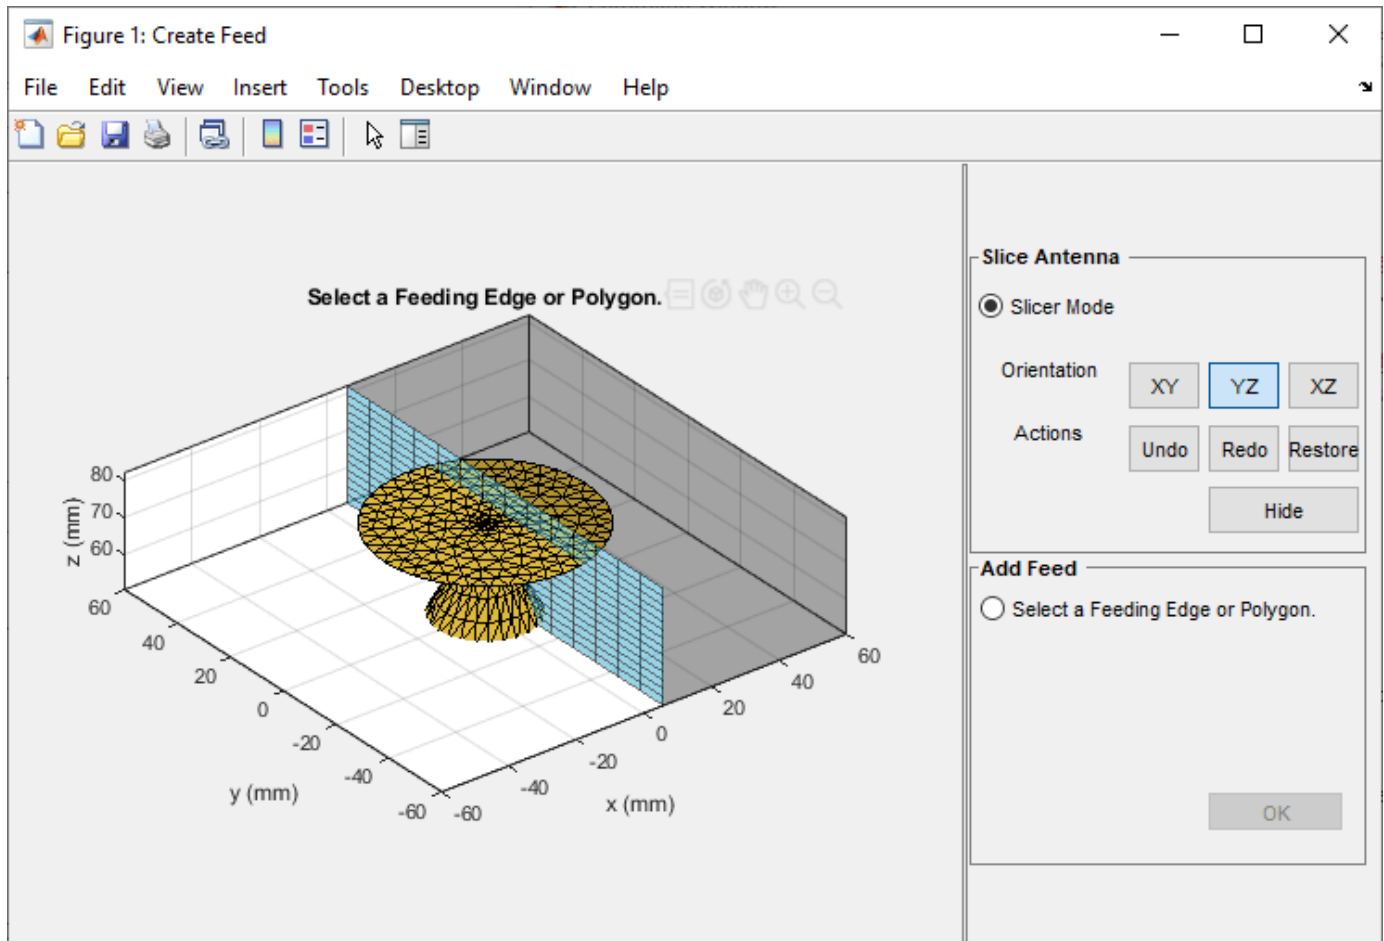 Figure 1: Create Feed
File Edit View Insert Tools Desktop Window Help
Select a Feeding Edge or Polygon.
80
70
60
z (mm)
60
40
20
0
-20
-40
-60
y (mm)
-60
-40
-20
0
20
40
60
x (mm)
Slice Antenna
Slicer Mode
Orientation XY YZ XZ
Actions Undo Redo Restore
Hide
Add Feed
Select a Feeding Edge or Polygon.
OK